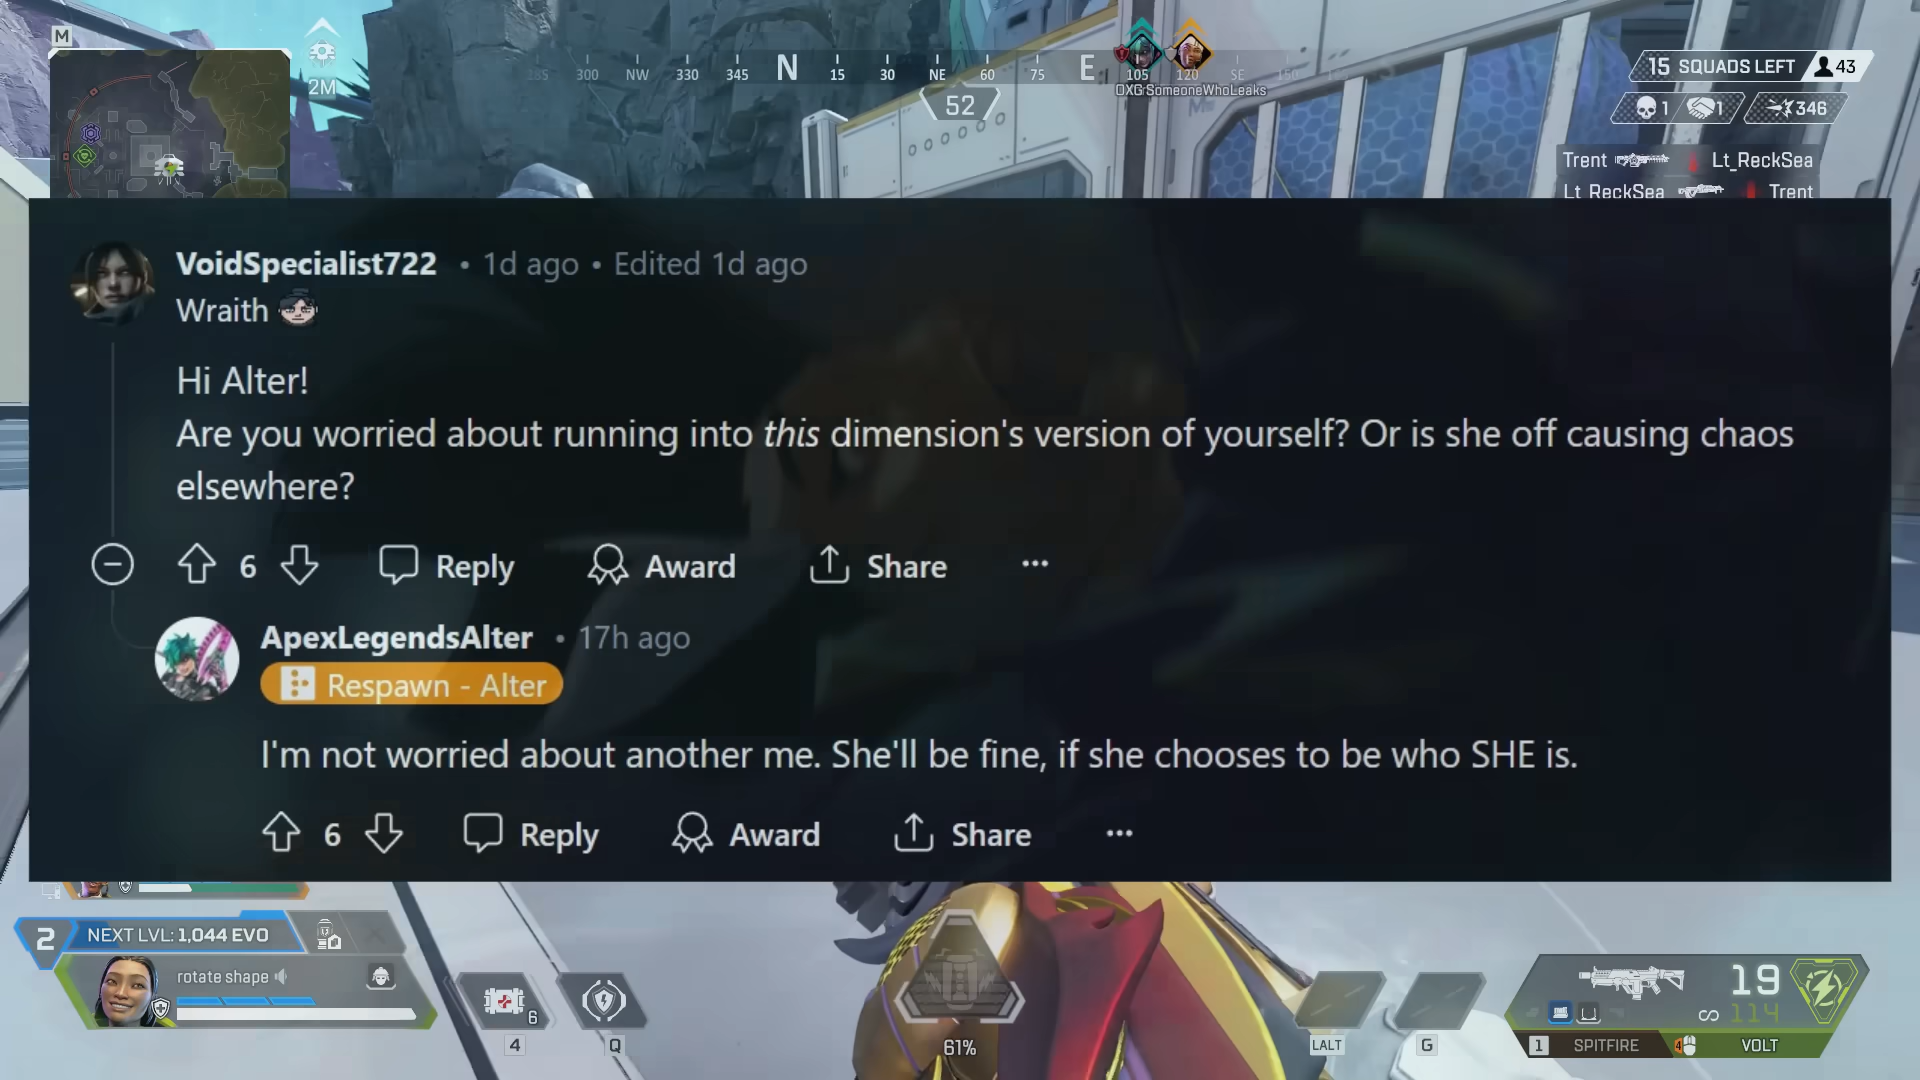 M
2M
285 300 NW 330 345 N 15 30 NE 60 75 E 105 120 SE 150
52
OXGrSomeoneWhoLeaks
15 SQUADS LEFT 43
1 1 346
Trent Lt_ReckSea
Lt_ReckSea Trent
VoidSpecialist722 • 1d ago • Edited 1d ago
Wraith
Hi Alter!
Are you worried about running into this dimension's version of yourself? Or is she off causing chaos
elsewhere?
6 Reply Award Share ...
ApexLegendsAlter • 17h ago
Respawn - Alter
I'm not worried about another me. She'll be fine, if she chooses to be who SHE is.
6 Reply Award Share ...
2 NEXT LVL: 1,044 EVO
rotate shape
6
4 Q
61%
LALT G
19
∞ 114
1 SPITFIRE 4 VOLT